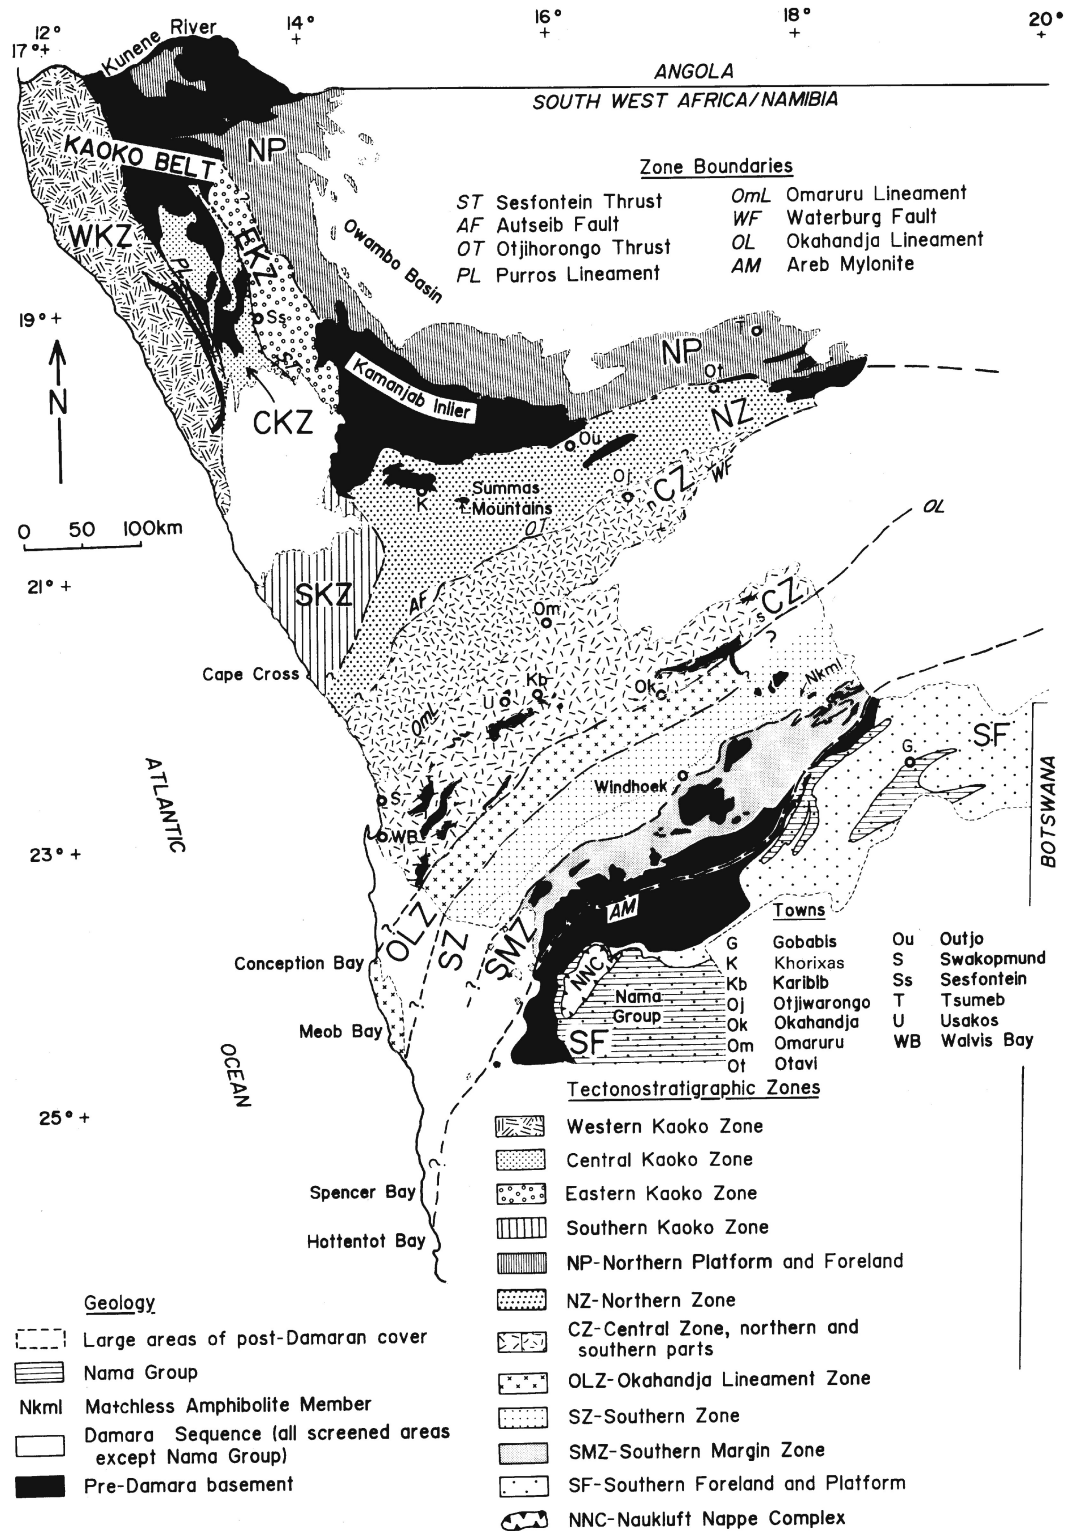 12°
14°
16°
18°
20°
17°+
Kunene River
ANGOLA
SOUTH WEST AFRICA/NAMIBIA
KAOKO BELT
NP
Zone Boundaries
ST Sesfontein Thrust
AF Autseib Fault
OT Otjihorongo Thrust
PL Purros Lineament
OmL Omaruru Lineament
WF Waterburg Fault
OL Okahandja Lineament
AM Areb Mylonite
WKZ
EKZ
PL
Owambo Basin
19°+
Ss
SZ
NP
T
Ot
N
Kamanjab Inlier
CKZ
NZ
Ou
Oj
n
CZ
WF
K
Summas
Mountains
OT
OL
0 50 100km
21°+
SKZ
AF
Om
s
CZ
?
Cape Cross
Kb
U
Ok
Nkml
OmL
SF
G
ATLANTIC
Windhoek
S
WB
BOTSWANA
23°+
AM
?
OLZ
SZ
SMZ
Conception Bay
NNC
Nama
Group
SF
?
?
Meob Bay
Towns
G Gobabis
K Khorixas
Kb Karibib
Oj Otjiwarongo
Ok Okahandja
Om Omaruru
Ot Otavi
Ou Outjo
S Swakopmund
Ss Sesfontein
T Tsumeb
U Usakos
WB Walvis Bay
OCEAN
25°+
?
Spencer Bay
Hottentot Bay
Tectonostratigraphic Zones
Western Kaoko Zone
Central Kaoko Zone
Eastern Kaoko Zone
Southern Kaoko Zone
NP-Northern Platform and Foreland
NZ-Northern Zone
CZ-Central Zone, northern and
southern parts
OLZ-Okahandja Lineament Zone
SZ-Southern Zone
SMZ-Southern Margin Zone
SF-Southern Foreland and Platform
NNC-Naukluft Nappe Complex
Geology
Large areas of post-Damaran cover
Nama Group
Nkml Matchless Amphibolite Member
Damara Sequence (all screened areas
except Nama Group)
Pre-Damara basement